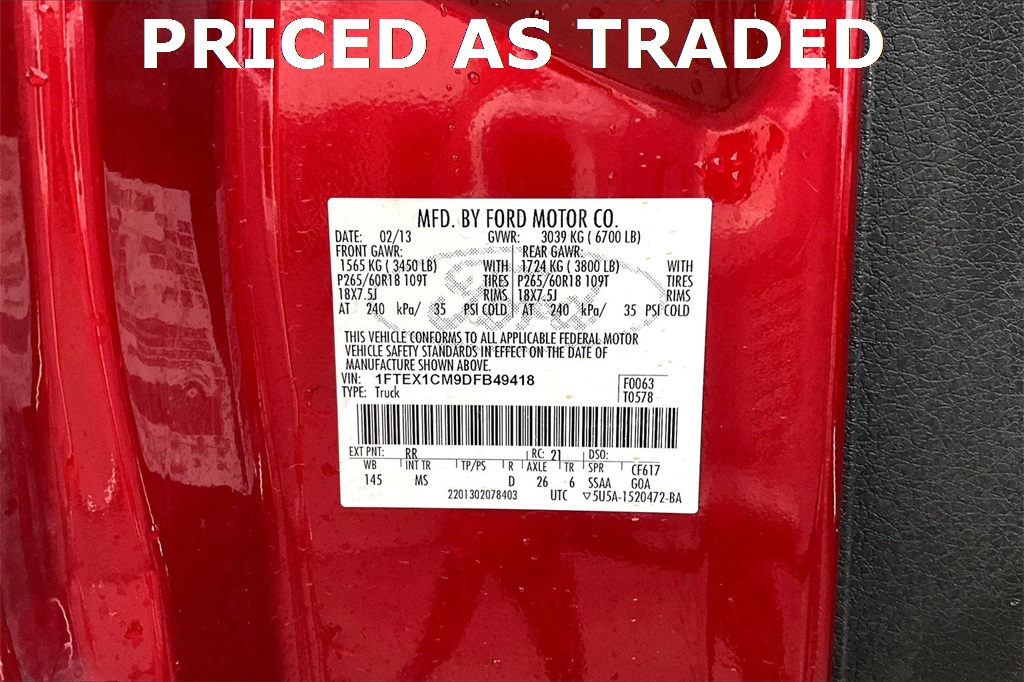 PRICED AS TRADED
MFD. BY FORD MOTOR CO.
DATE: 02/13 GVWR: 3039 KG ( 6700 LB)
FRONT GAWR: REAR GAWR:
1565 KG ( 3450 LB) WITH 1724 KG ( 3800 LB) WITH
P265/60R18 109T TIRES P265/60R18 109T TIRES
18X7.5J RIMS 18X7.5J RIMS
AT 240 kPa/ 35 PSI COLD AT 240 kPa/ 35 PSI COLD
Ford
THIS VEHICLE CONFORMS TO ALL APPLICABLE FEDERAL MOTOR
VEHICLE SAFETY STANDARDS IN EFFECT ON THE DATE OF
MANUFACTURE SHOWN ABOVE.
VIN: 1FTEX1CM9DFB49418 F0063
TYPE: Truck T0578
EXT PNT: RR RC: 21 DSO:
WB INT TR TP/PS R AXLE TR SPR CF617
145 MS D 26 6 SSAA GOA
2201302078403 UTC ▽5U5A-1520472-BA